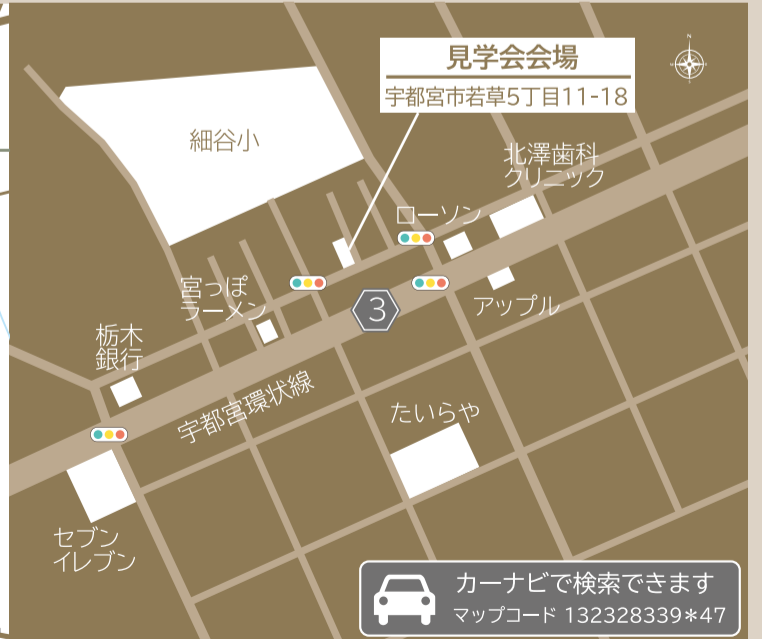 見学会会場
宇都宮市若草5丁目11-18
N
細谷小
北澤歯科
クリニック
ローソン
宮っぽ
ラーメン
3
アップル
栃木
銀行
宇都宮環状線
たいらや
セブン
イレブン
カーナビで検索できます
マップコード 132328339*47